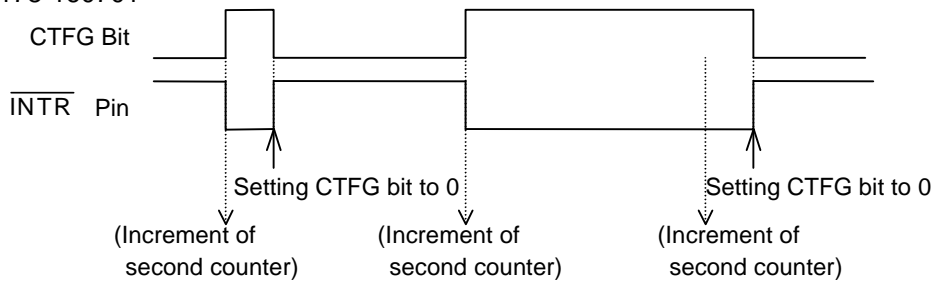 CTFG Bit
INTR Pin
Setting CTFG bit to 0 Setting CTFG bit to 0
(Increment of (Increment of (Increment of
second counter) second counter) second counter)